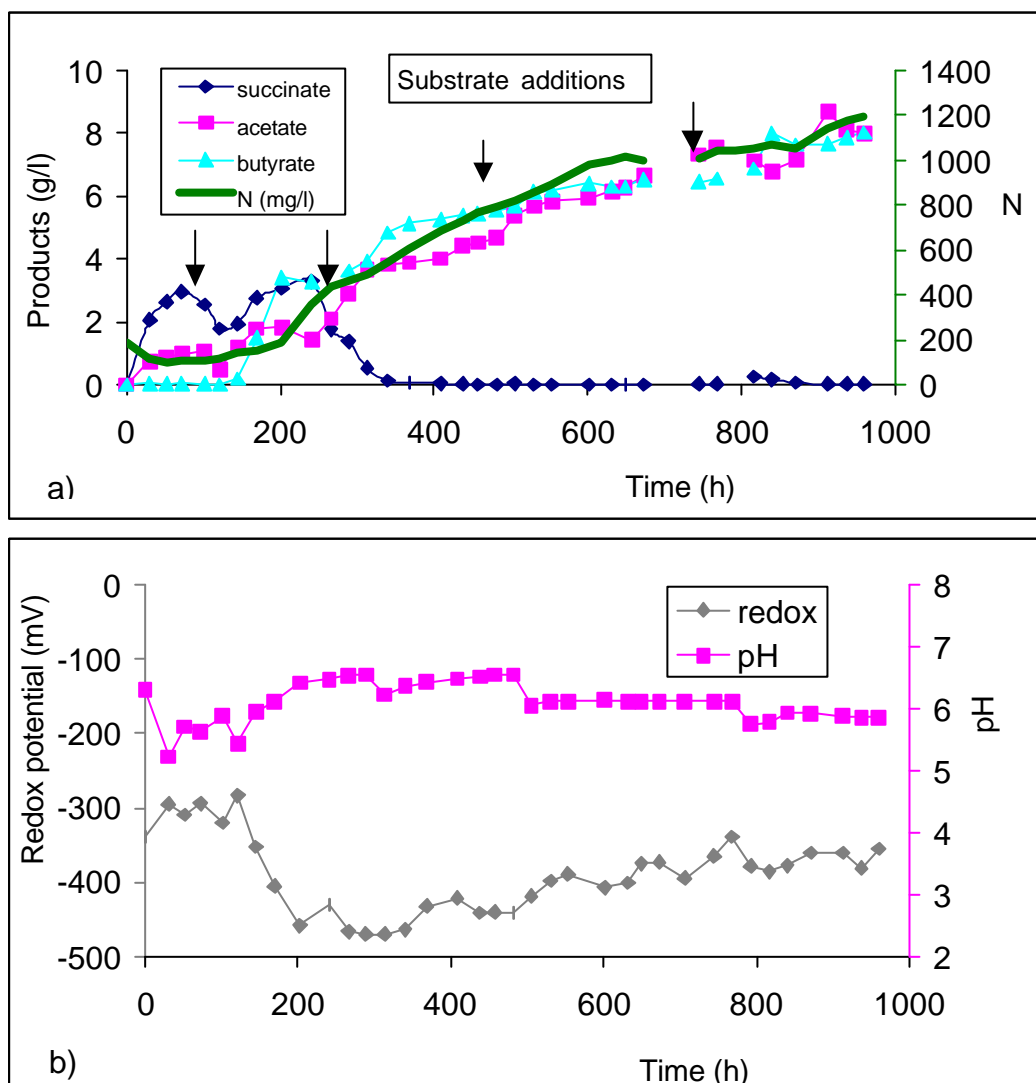 Substrate additions
succinate
acetate
butyrate
N (mg/l)
Products (g/l)
10
8
6
4
2
0
1400
1200
1000
800
600
400
200
0
N
0
200
400
600
800
1000
Time (h)
a)
Redox potential (mV)
0
-100
-200
-300
-400
-500
redox
pH
8
7
6
5
4
3
2
pH
0
200
400
600
800
1000
Time (h)
b)